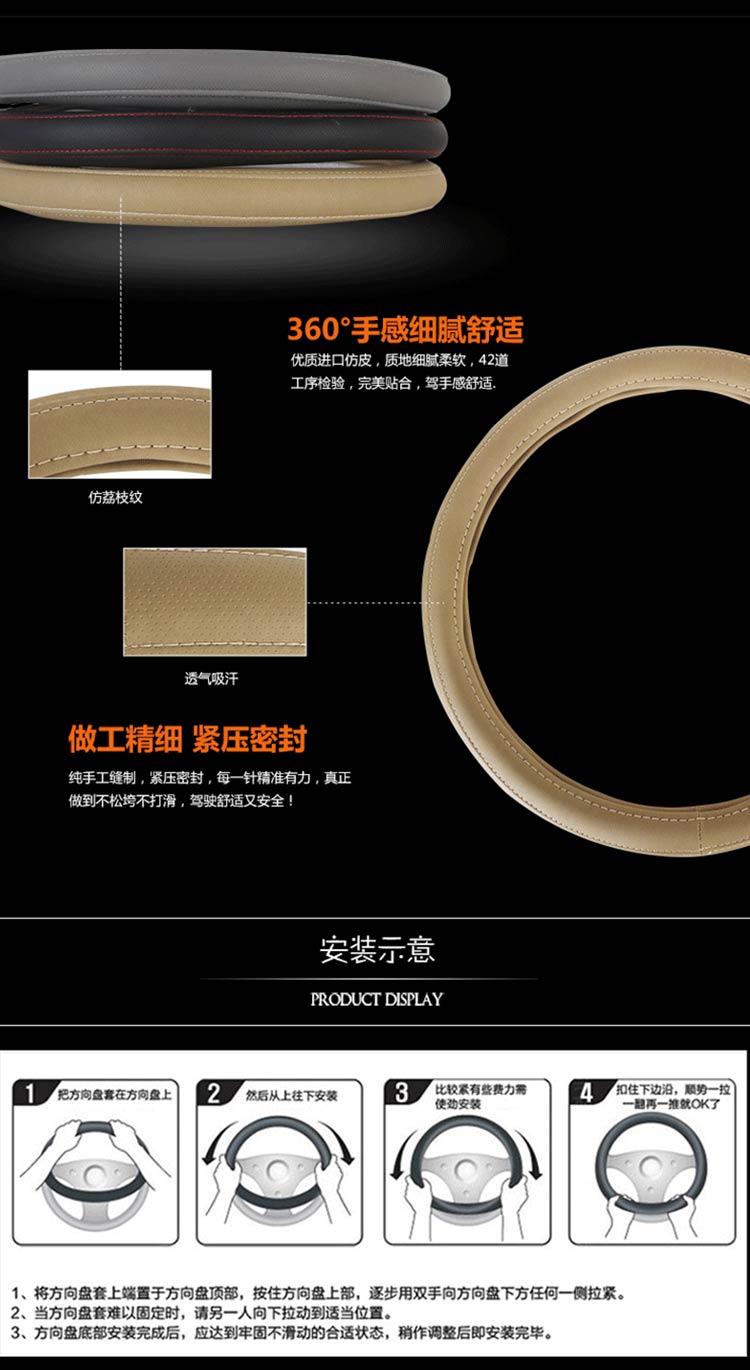 360°手感细腻舒适
优质进口仿皮，质地细腻柔软，42道
工序检验，完美贴合，驾手感舒适.
仿荔枝纹
透气吸汗
做工精细 紧压密封
纯手工缝制，紧压密封，每一针精准有力，真正
做到不松垮不打滑，驾驶舒适又安全！
安装示意
PRODUCT DISPLAY
1 把方向盘套在方向盘上
2 然后从上往下安装
3 比较紧有些费力需
使劲安装
4 扣住下边沿，顺势一拉
一翻再一推就OK了
1、将方向盘套上端置于方向盘顶部，按住方向盘上部，逐步用双手向方向盘下方任何一侧拉紧。
2、当方向盘套难以固定时，请另一人向下拉动到适当位置。
3、方向盘底部安装完成后，应达到牢固不滑动的合适状态，稍作调整后即安装完毕。